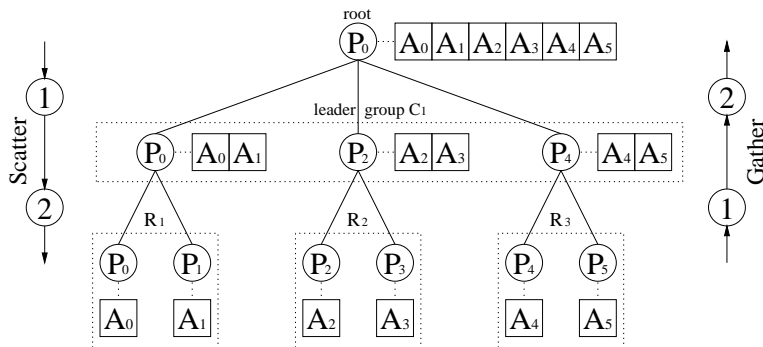 root
P0 A0 A1 A2 A3 A4 A5
1 2
leader group C1
Scatter P0 A0 A1 P2 A2 A3 P4 A4 A5 Gather
2 1
R1 R2 R3
P0 P1 P2 P3 P4 P5
A0 A1 A2 A3 A4 A5